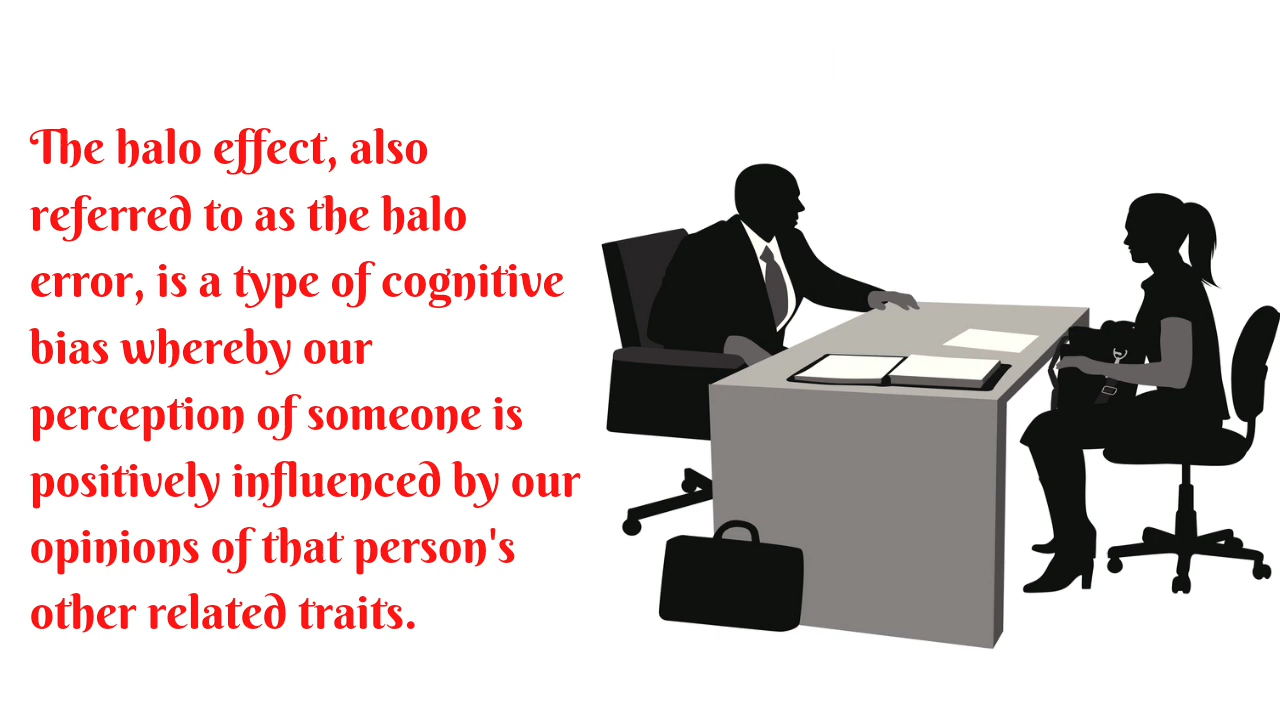 The halo effect, also
referred to as the halo
error, is a type of cognitive
bias whereby our
perception of someone is
positively influenced by our
opinions of that person's
other related traits.